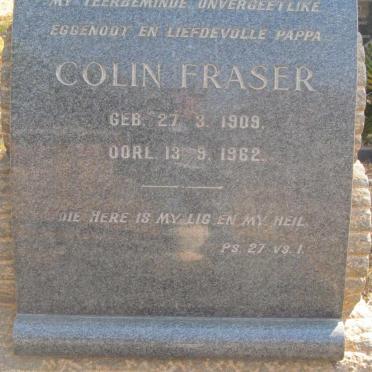 MY TEERBEMINDE ONVERGEETLIKE
EGGENOOT EN LIEFDEVOLLE PAPPA
COLIN FRASER
GEB. 27. 3. 1909.
OORL. 13. 9. 1962.
DIE HERE IS MY LIG EN MY HEIL.
Ps. 27 vs. 1.